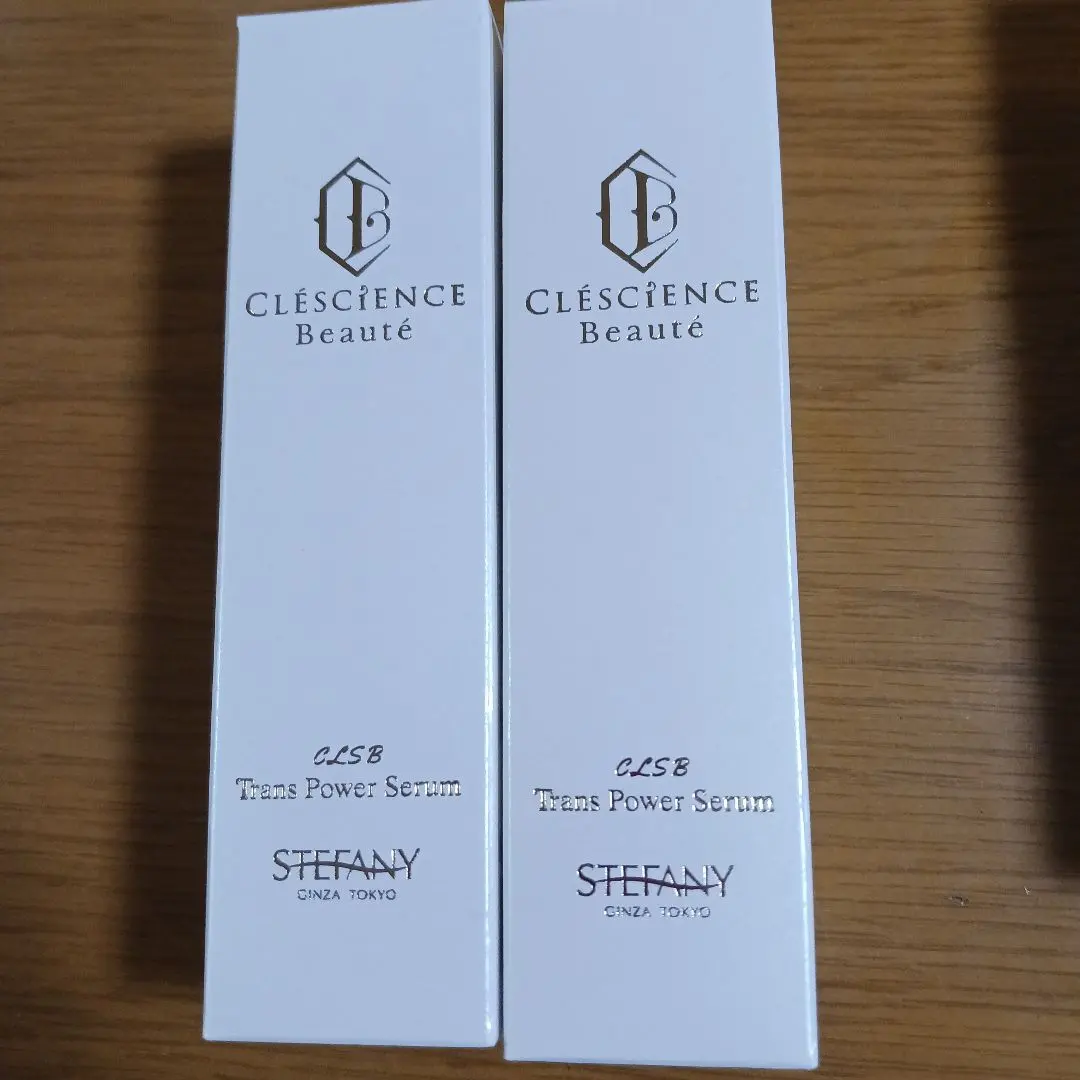 CLÉSCIENCE
Beauté
CLSB
Trans Power Serum
STEFANY
GINZA TOKYO
CLÉSCIENCE
Beauté
CLSB
Trans Power Serum
STEFANY
GINZA TOKYO